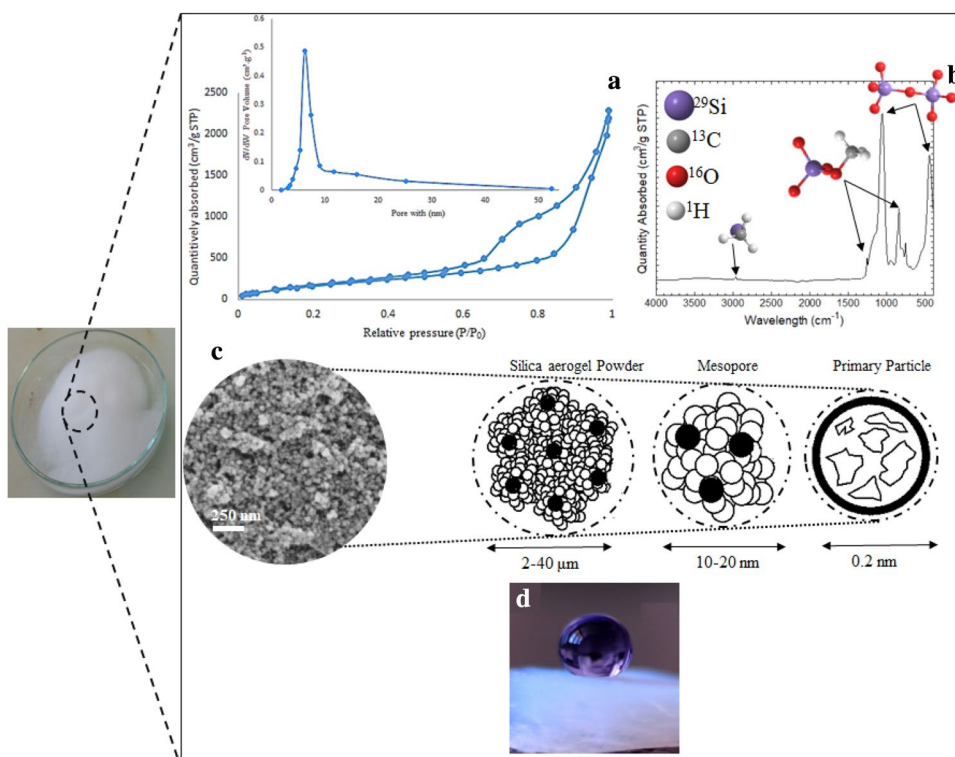 a
dV/dW Pore Volume (cm³.g⁻¹)
0.6
0.5
0.4
0.3
0.2
0.1
0
0
10
20
30
40
50
Pore with (nm)
Quantitively absorbed (cm³/g STP)
2500
2000
1500
1000
500
0
0
0.2
0.4
0.6
0.8
1
Relative pressure (P/P₀)
b
Quantity Absorbed (cm³/g STP)
²⁹Si
¹³C
¹⁶O
¹H
4000 3500 3000 2500 2000 1500 1000 500
Wavelength (cm⁻¹)
c
250 nm
Silica aerogel Powder
Mesopore
Primary Particle
2-40 µm
10-20 nm
0.2 nm
d